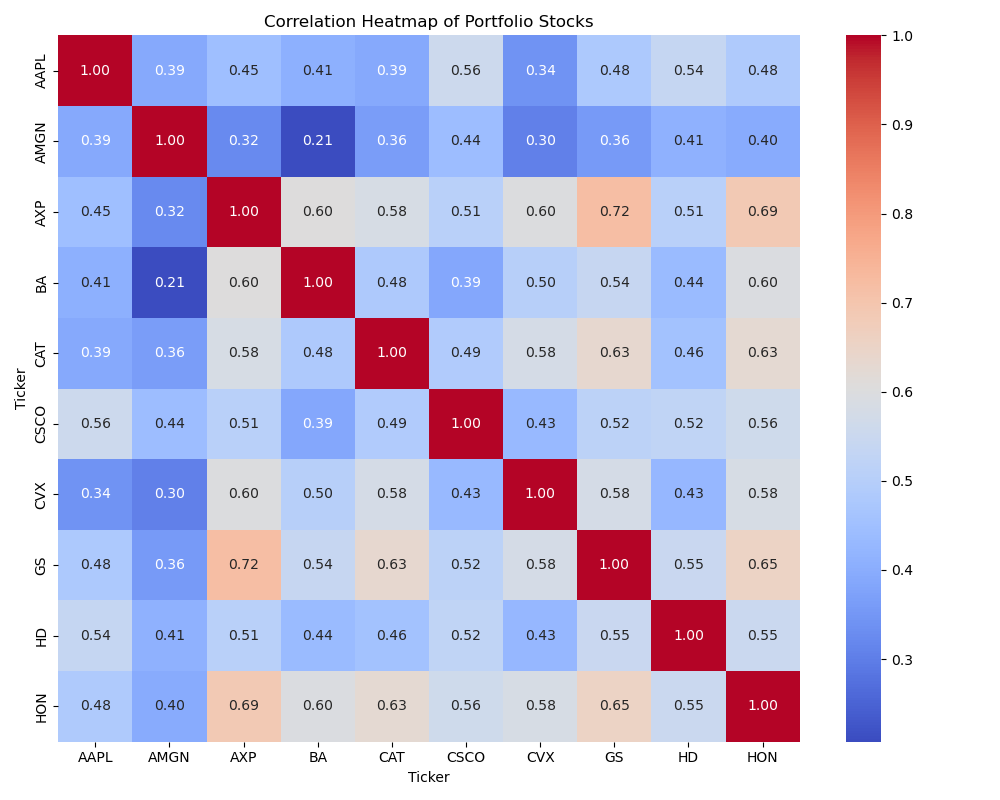 Correlation Heatmap of Portfolio Stocks
AAPL 1.00 0.39 0.45 0.41 0.39 0.56 0.34 0.48 0.54 0.48
AMGN 0.39 1.00 0.32 0.21 0.36 0.44 0.30 0.36 0.41 0.40
AXP 0.45 0.32 1.00 0.60 0.58 0.51 0.60 0.72 0.51 0.69
BA 0.41 0.21 0.60 1.00 0.48 0.39 0.50 0.54 0.44 0.60
CAT 0.39 0.36 0.58 0.48 1.00 0.49 0.58 0.63 0.46 0.63
CSCO 0.56 0.44 0.51 0.39 0.49 1.00 0.43 0.52 0.52 0.56
CVX 0.34 0.30 0.60 0.50 0.58 0.43 1.00 0.58 0.43 0.58
GS 0.48 0.36 0.72 0.54 0.63 0.52 0.58 1.00 0.55 0.65
HD 0.54 0.41 0.51 0.44 0.46 0.52 0.43 0.55 1.00 0.55
HON 0.48 0.40 0.69 0.60 0.63 0.56 0.58 0.65 0.55 1.00
AAPL AMGN AXP BA CAT CSCO CVX GS HD HON
Ticker
Ticker
1.0
0.9
0.8
0.7
0.6
0.5
0.4
0.3